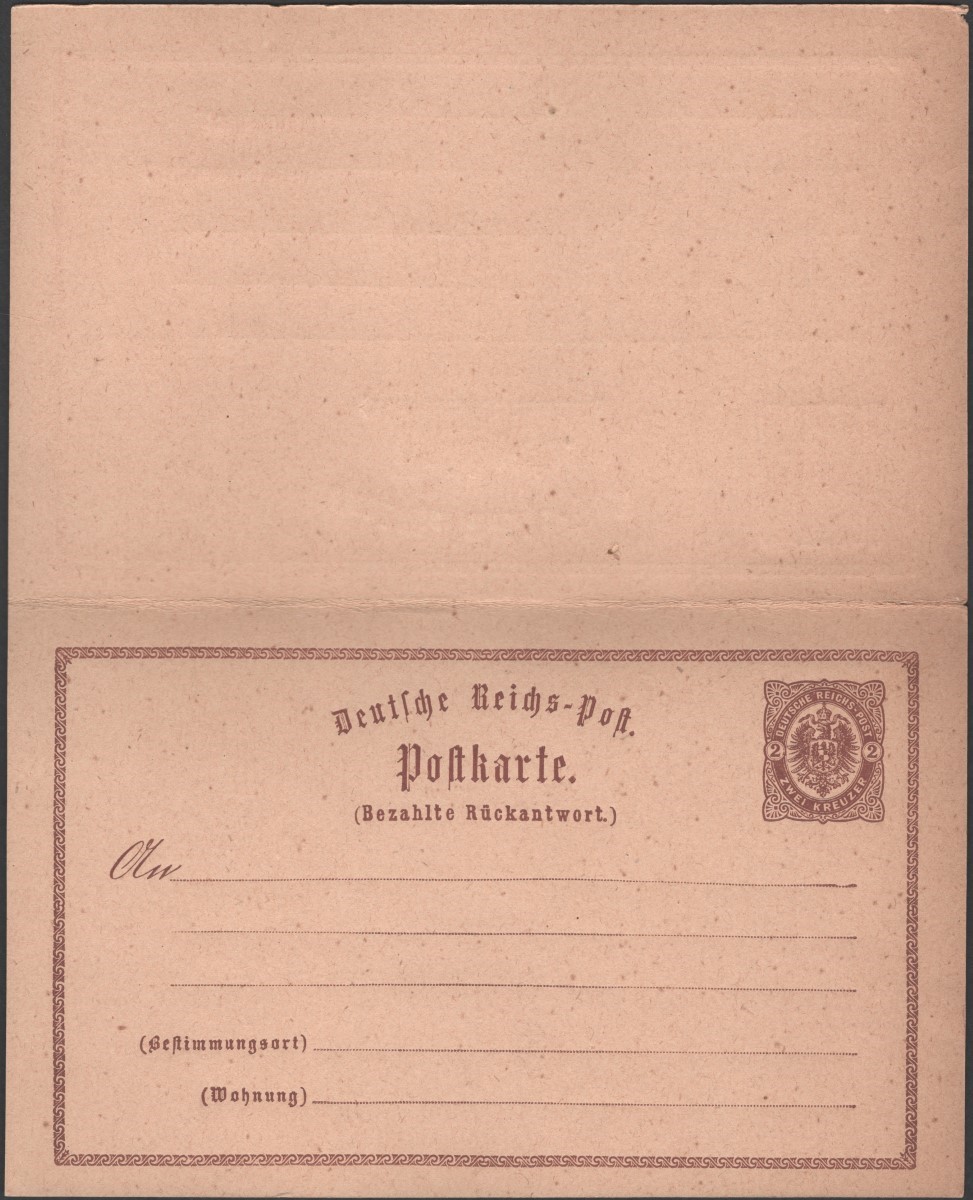 Deutsche Reichs-Post.
Postkarte.
(Bezahlte Rückantwort.)
DEUTSCHE REICHS-POST
2 2
ZWEI KREUZER
An
(Bestimmungsort)
(Wohnung)